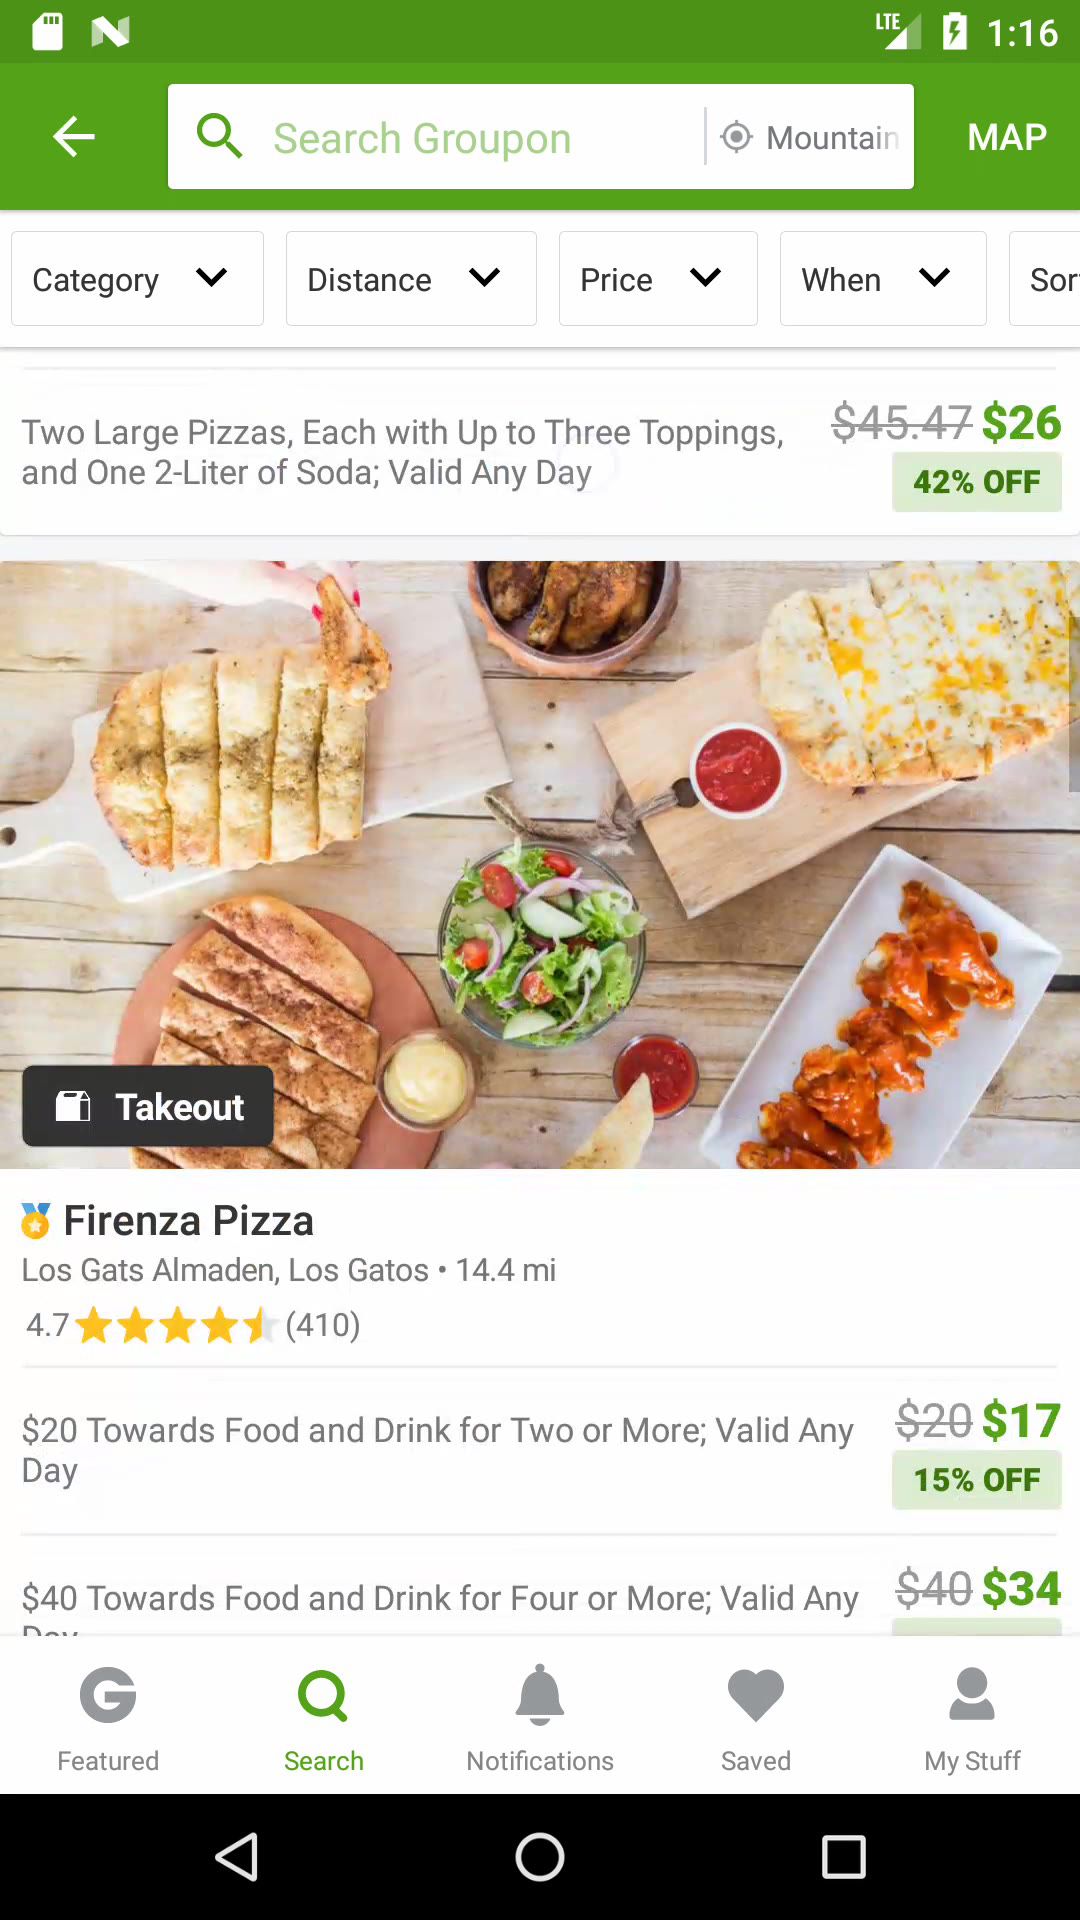 LTE 1:16
Search Groupon Mountain MAP
Category Distance Price When Sor
Two Large Pizzas, Each with Up to Three Toppings, $45.47 $26
and One 2-Liter of Soda; Valid Any Day
42% OFF
Takeout
Firenza Pizza
Los Gats Almaden, Los Gatos • 14.4 mi
4.7 (410)
$20 Towards Food and Drink for Two or More; Valid Any $20 $17
Day
15% OFF
$40 Towards Food and Drink for Four or More; Valid Any $40 $34
Day
Featured Search Notifications Saved My Stuff